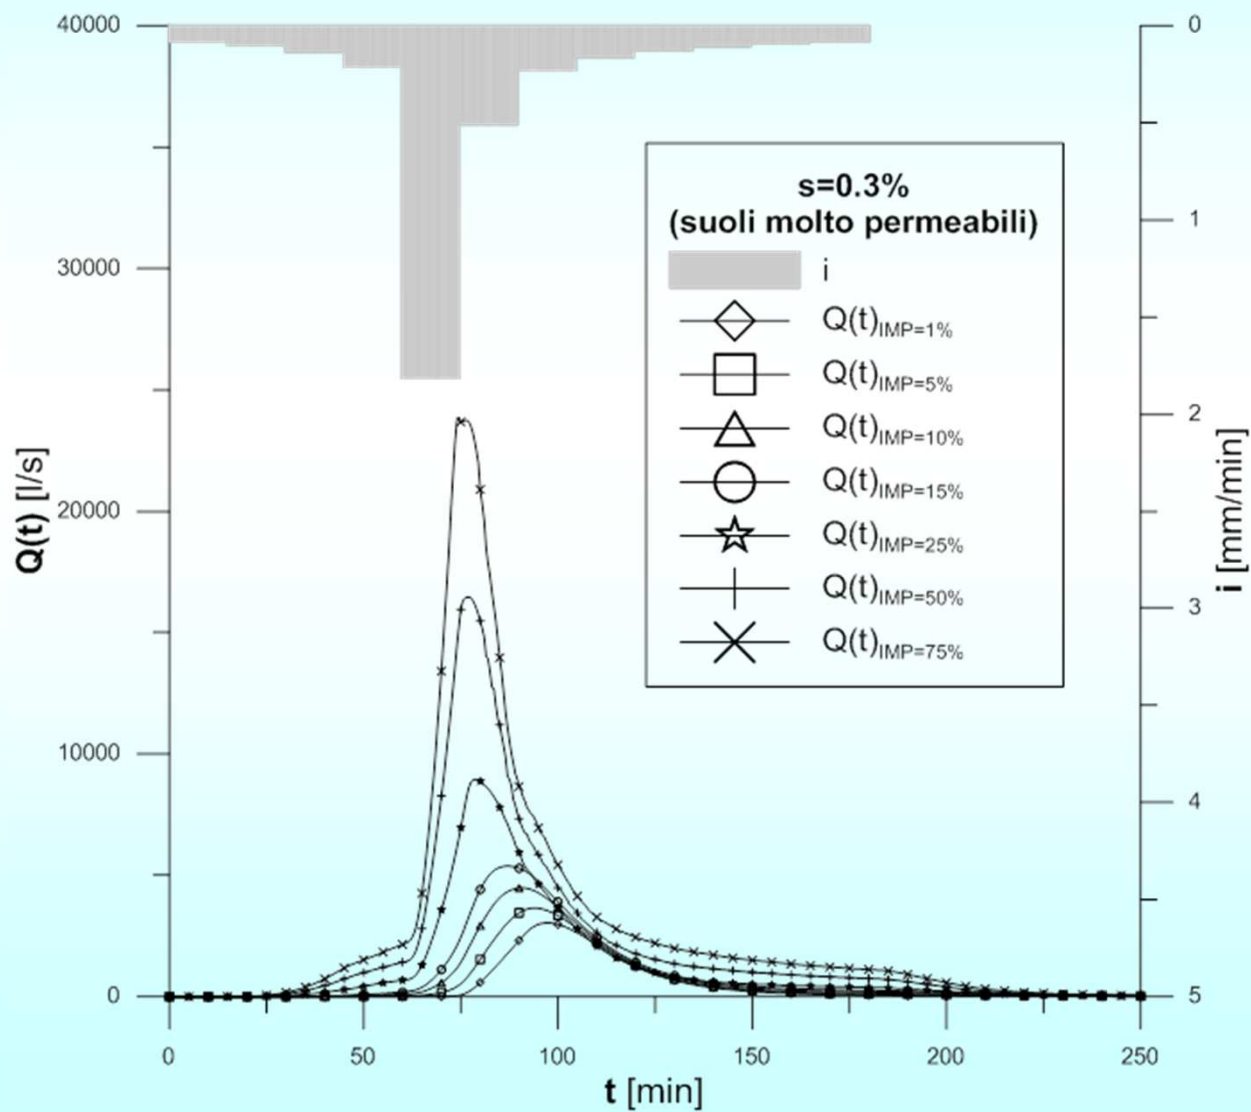 40000
30000
20000
10000
0
Q(t) [l/s]
0
1
2
3
4
5
i [mm/min]
s=0.3%
(suoli molto permeabili)
i
Q(t)IMP=1%
Q(t)IMP=5%
Q(t)IMP=10%
Q(t)IMP=15%
Q(t)IMP=25%
Q(t)IMP=50%
Q(t)IMP=75%
0 50 100 150 200 250
t [min]